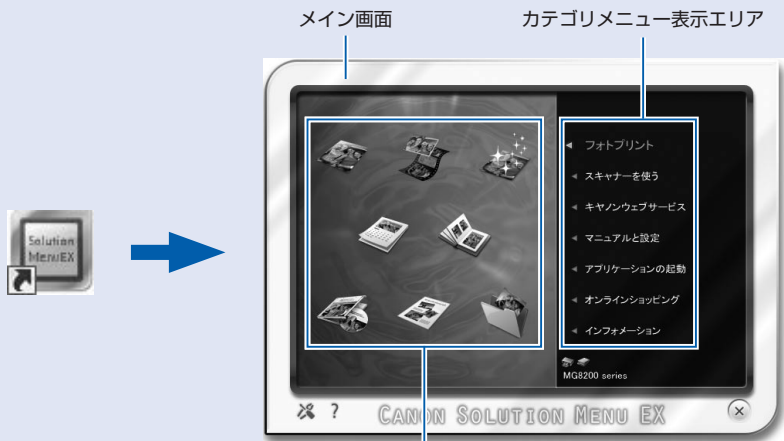 メイン画面
カテゴリメニュー表示エリア
フォトプリント
スキャナーを使う
Solution
MenuEX
キヤノンウェブサービス
マニュアルと設定
アプリケーションの起動
オンラインショッピング
インフォメーション
MG8200 series
? CANON SOLUTION MENU EX